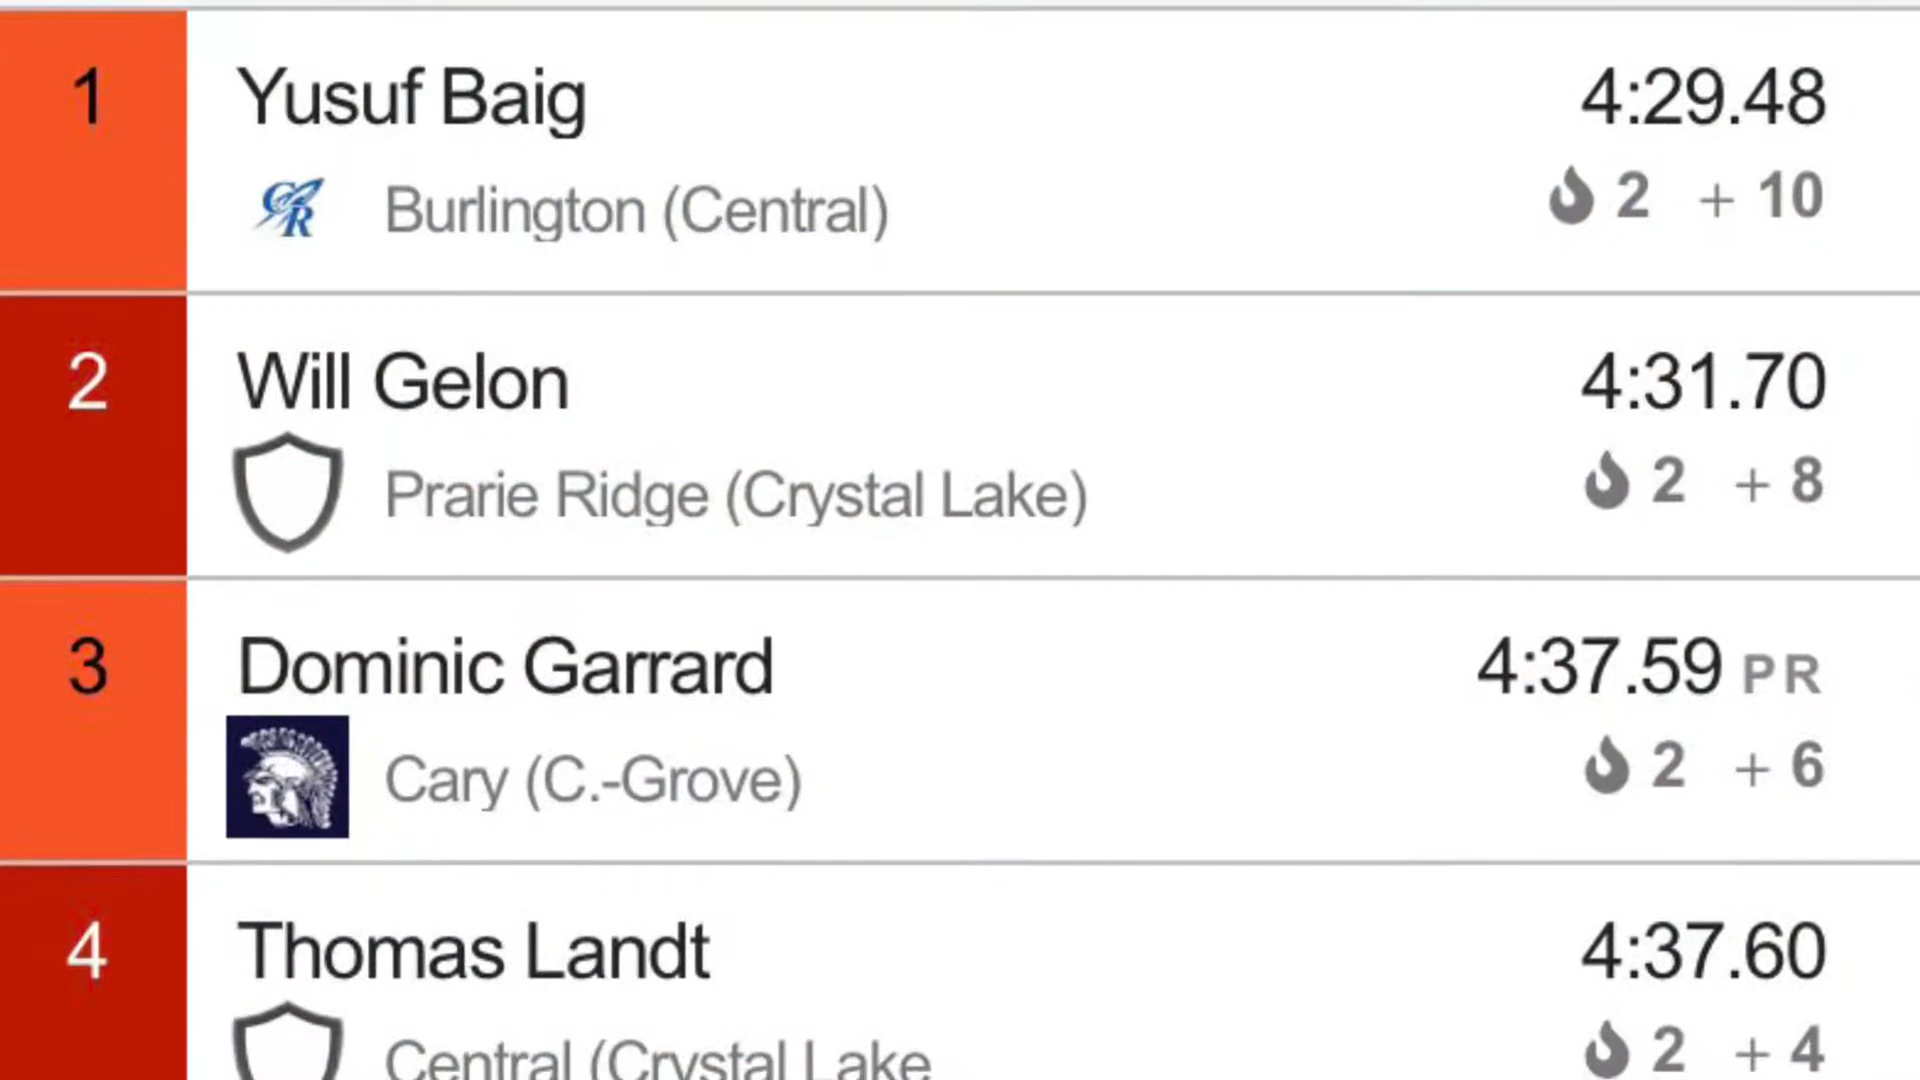 1
Yusuf Baig
4:29.48
Burlington (Central)
2 + 10
2
Will Gelon
4:31.70
Prarie Ridge (Crystal Lake)
2 + 8
3
Dominic Garrard
4:37.59 PR
Cary (C.-Grove)
2 + 6
4
Thomas Landt
4:37.60
Central (Crystal Lake
2 + 4